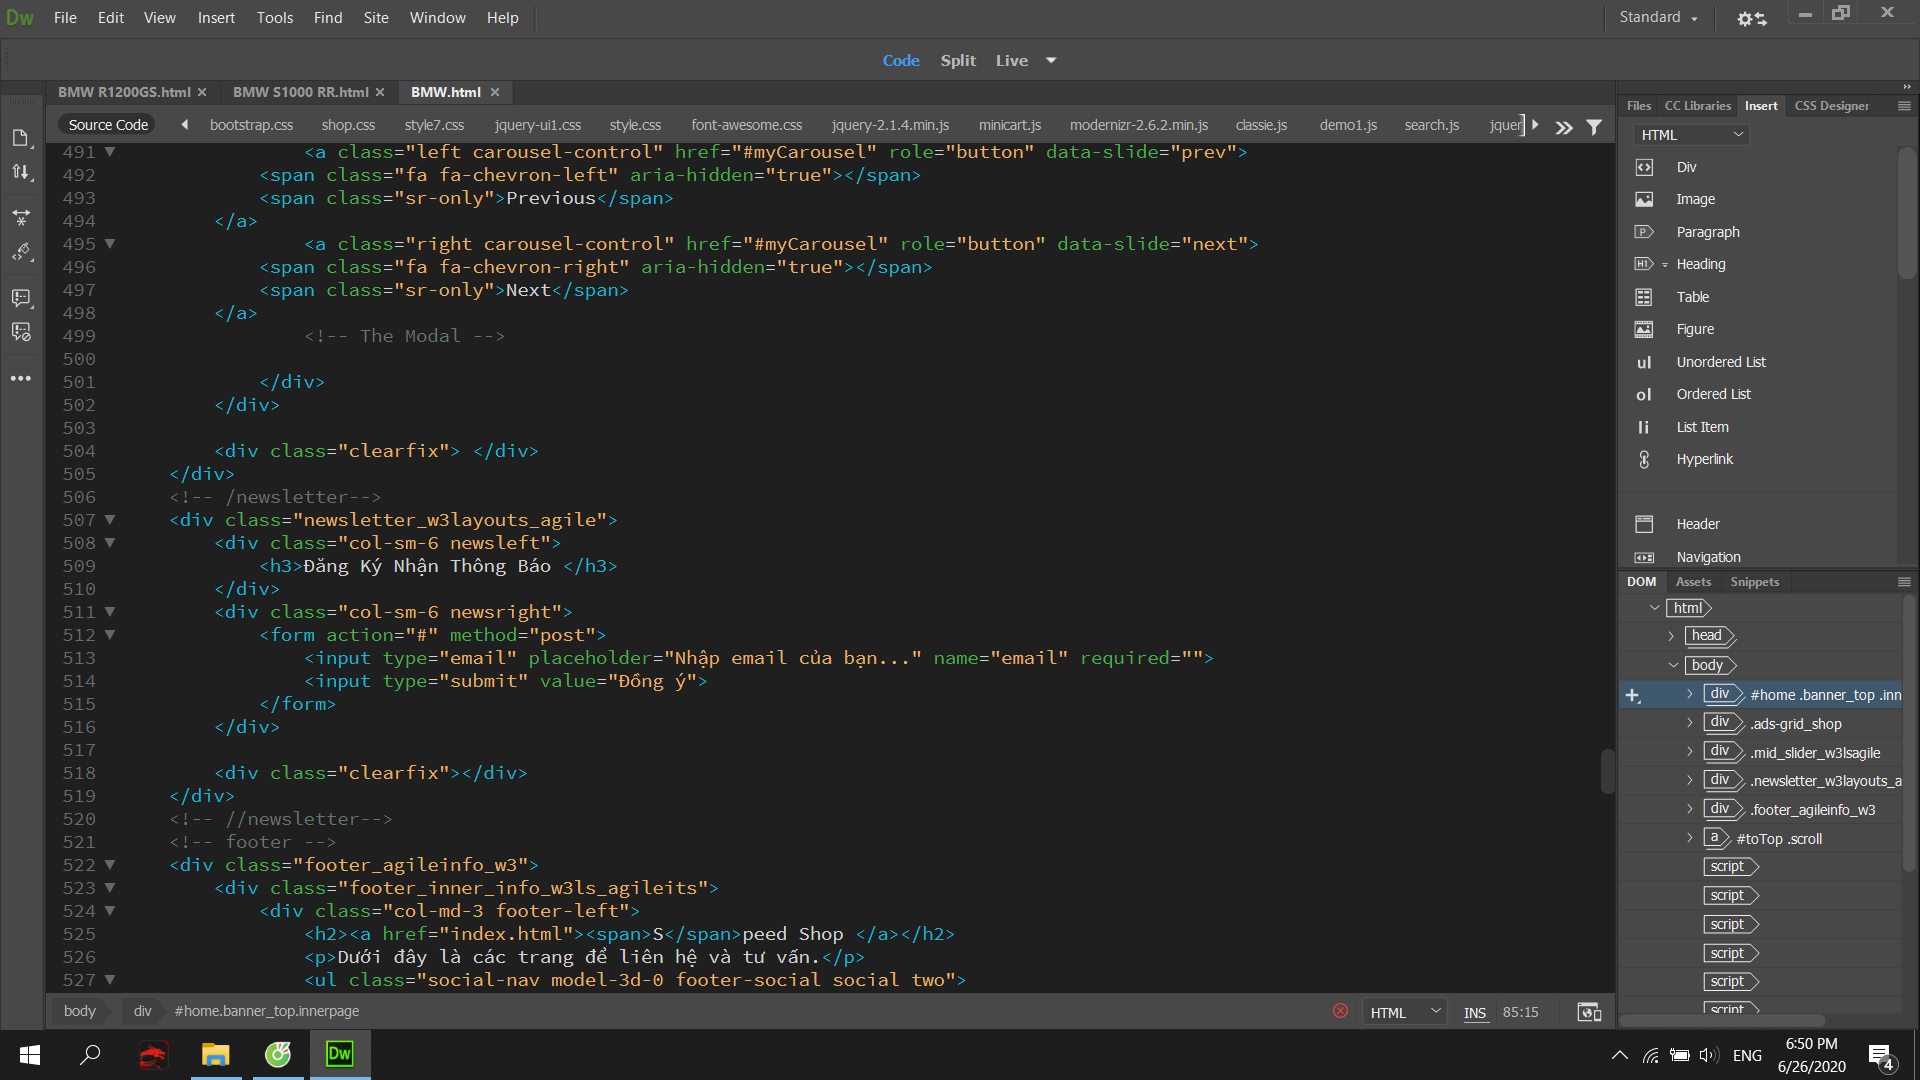 Dw File Edit View Insert Tools Find Site Window Help Standard
Code Split Live
BMW R1200GS.html × BMW S1000 RR.html × BMW.html ×
Source Code bootstrap.css shop.css style7.css jquery-ui1.css style.css font-awesome.css jquery-2.1.4.min.js minicart.js modernizr-2.6.2.min.js classie.js demo1.js search.js jquer
491 <a class="left carousel-control" href="#myCarousel" role="button" data-slide="prev">
492 <span class="fa fa-chevron-left" aria-hidden="true"></span>
493 <span class="sr-only">Previous</span>
494 </a>
495 <a class="right carousel-control" href="#myCarousel" role="button" data-slide="next">
496 <span class="fa fa-chevron-right" aria-hidden="true"></span>
497 <span class="sr-only">Next</span>
498 </a>
499 <!-- The Modal -->
500
501 </div>
502 </div>
503
504 <div class="clearfix"> </div>
505 </div>
506 <!-- /newsletter-->
507 <div class="newsletter_w3layouts_agile">
508 <div class="col-sm-6 newsleft">
509 <h3>Đăng Ký Nhận Thông Báo </h3>
510 </div>
511 <div class="col-sm-6 newsright">
512 <form action="#" method="post">
513 <input type="email" placeholder="Nhập email của bạn..." name="email" required="">
514 <input type="submit" value="Đồng ý">
515 </form>
516 </div>
517
518 <div class="clearfix"></div>
519 </div>
520 <!-- //newsletter-->
521 <!-- footer -->
522 <div class="footer_agileinfo_w3">
523 <div class="footer_inner_info_w3ls_agileits">
524 <div class="col-md-3 footer-left">
525 <h2><a href="index.html"><span>S</span>peed Shop </a></h2>
526 <p>Dưới đây là các trang để liên hệ và tư vấn.</p>
527 <ul class="social-nav model-3d-0 footer-social social two">
body div #home.banner_top.innerpage HTML INS 85:15
Files CC Libraries Insert CSS Designer
HTML
Div
Image
Paragraph
H1 Heading
Table
Figure
ul Unordered List
ol Ordered List
li List Item
Hyperlink
Header
Navigation
DOM Assets Snippets
html
head
body
div #home .banner_top .inn
div .ads-grid_shop
div .mid_slider_w3lsagile
div .newsletter_w3layouts_a
div .footer_agileinfo_w3
a #toTop .scroll
script
script
script
script
script
script
Dw
ENG
6:50 PM
6/26/2020
4